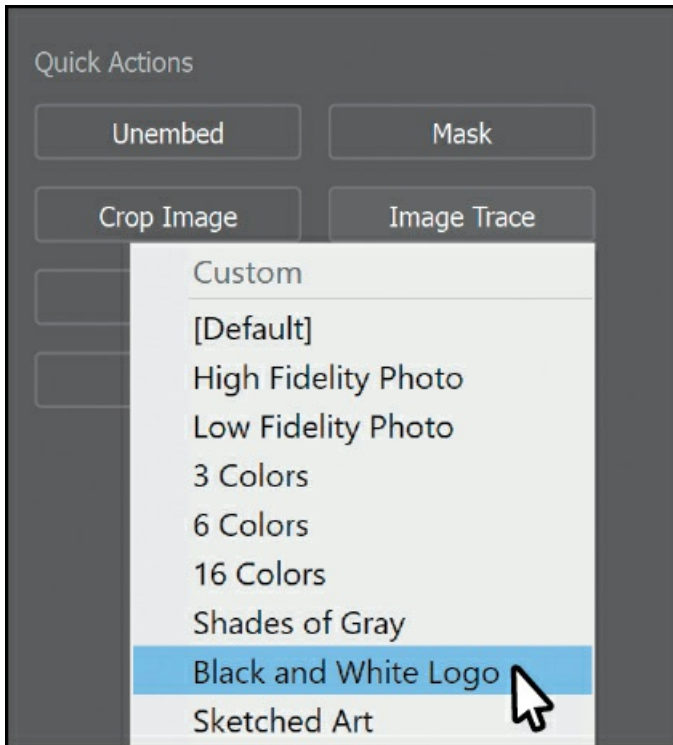 Quick Actions
Unembed
Mask
Crop Image
Image Trace
Custom
[Default]
High Fidelity Photo
Low Fidelity Photo
3 Colors
6 Colors
16 Colors
Shades of Gray
Black and White Logo
Sketched Art